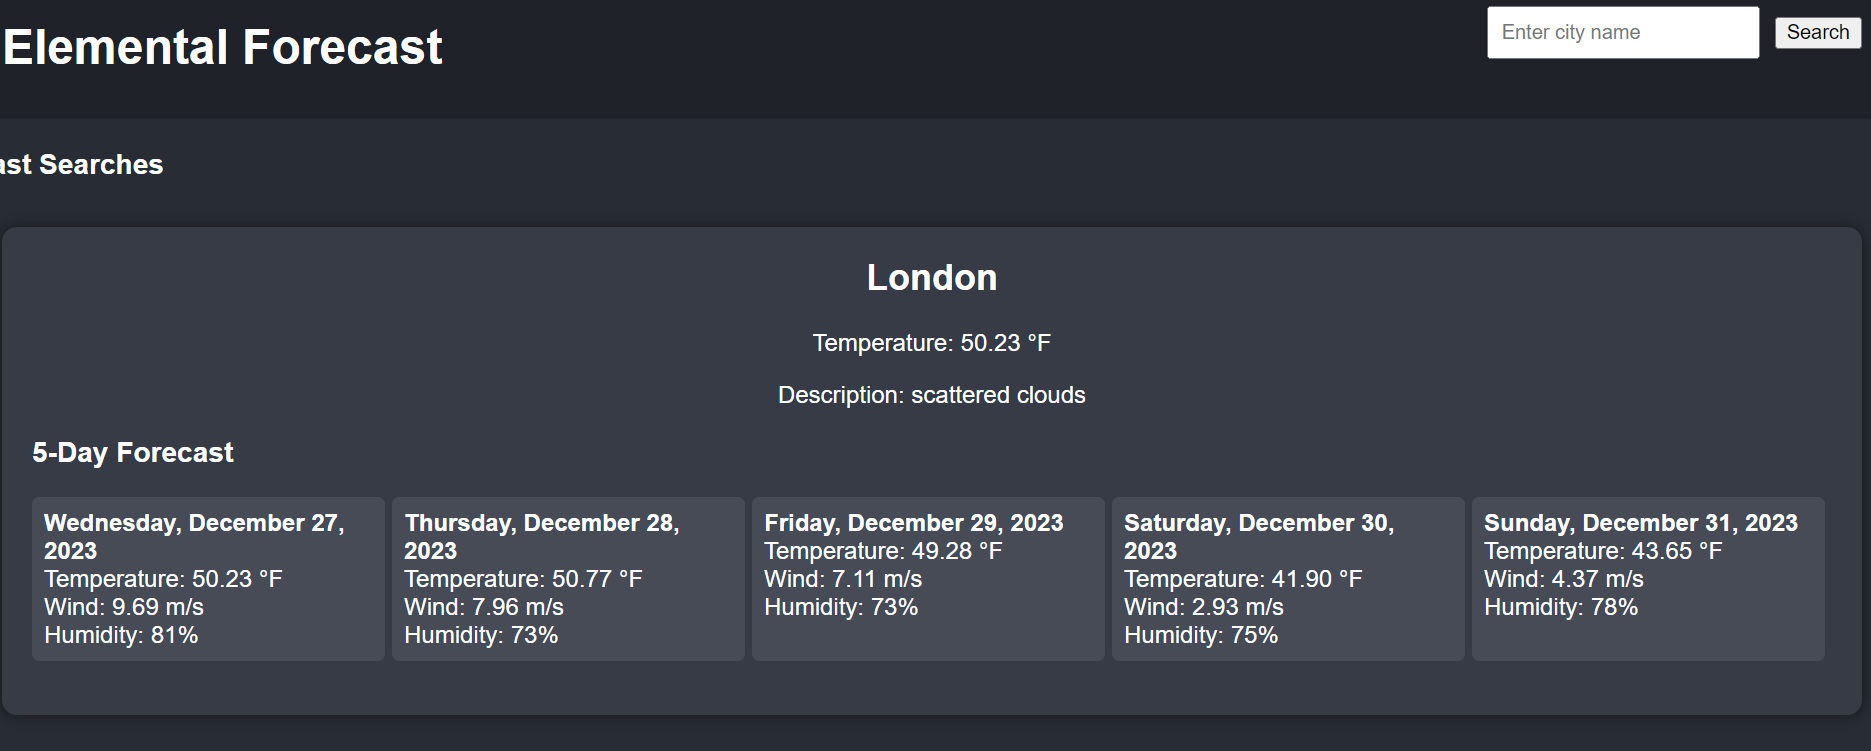 Elemental Forecast
Enter city name
Search
ast Searches
London
Temperature: 50.23 °F
Description: scattered clouds
5-Day Forecast
Wednesday, December 27,
2023
Temperature: 50.23 °F
Wind: 9.69 m/s
Humidity: 81%
Thursday, December 28,
2023
Temperature: 50.77 °F
Wind: 7.96 m/s
Humidity: 73%
Friday, December 29, 2023
Temperature: 49.28 °F
Wind: 7.11 m/s
Humidity: 73%
Saturday, December 30,
2023
Temperature: 41.90 °F
Wind: 2.93 m/s
Humidity: 75%
Sunday, December 31, 2023
Temperature: 43.65 °F
Wind: 4.37 m/s
Humidity: 78%